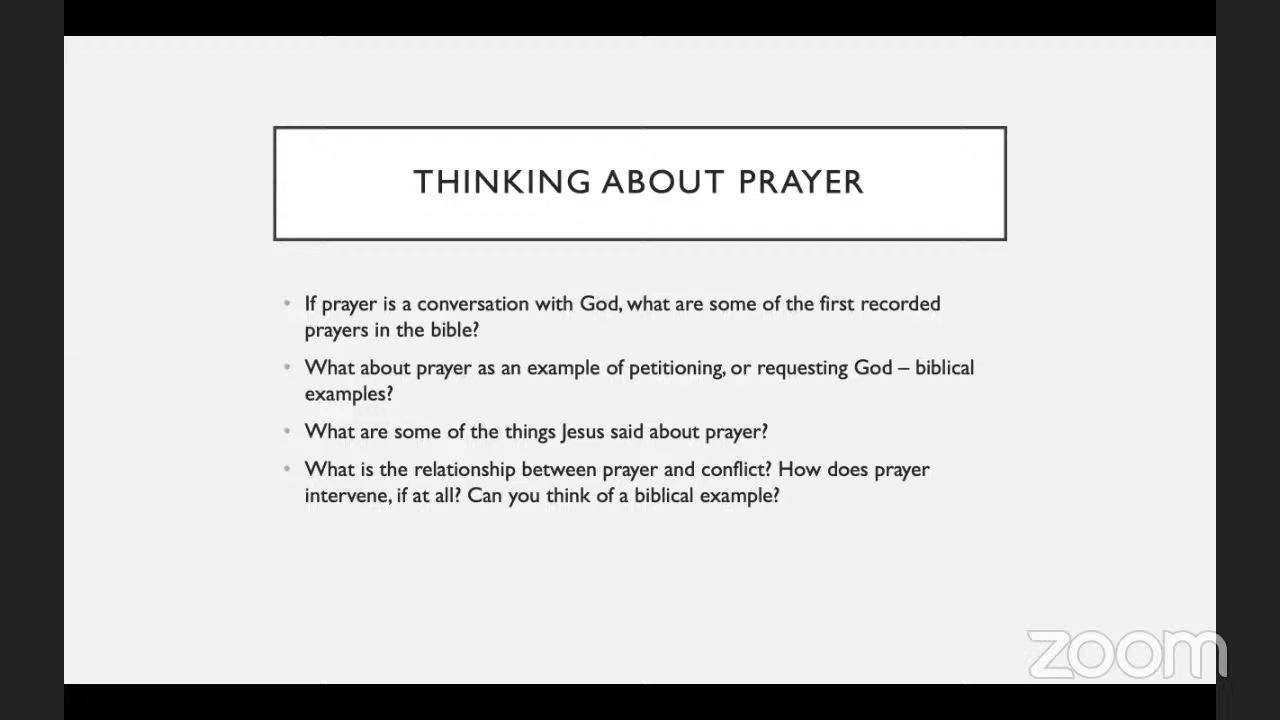 THINKING ABOUT PRAYER
• If prayer is a conversation with God, what are some of the first recorded
prayers in the bible?
• What about prayer as an example of petitioning, or requesting God – biblical
examples?
• What are some of the things Jesus said about prayer?
• What is the relationship between prayer and conflict? How does prayer
intervene, if at all? Can you think of a biblical example?
zoom